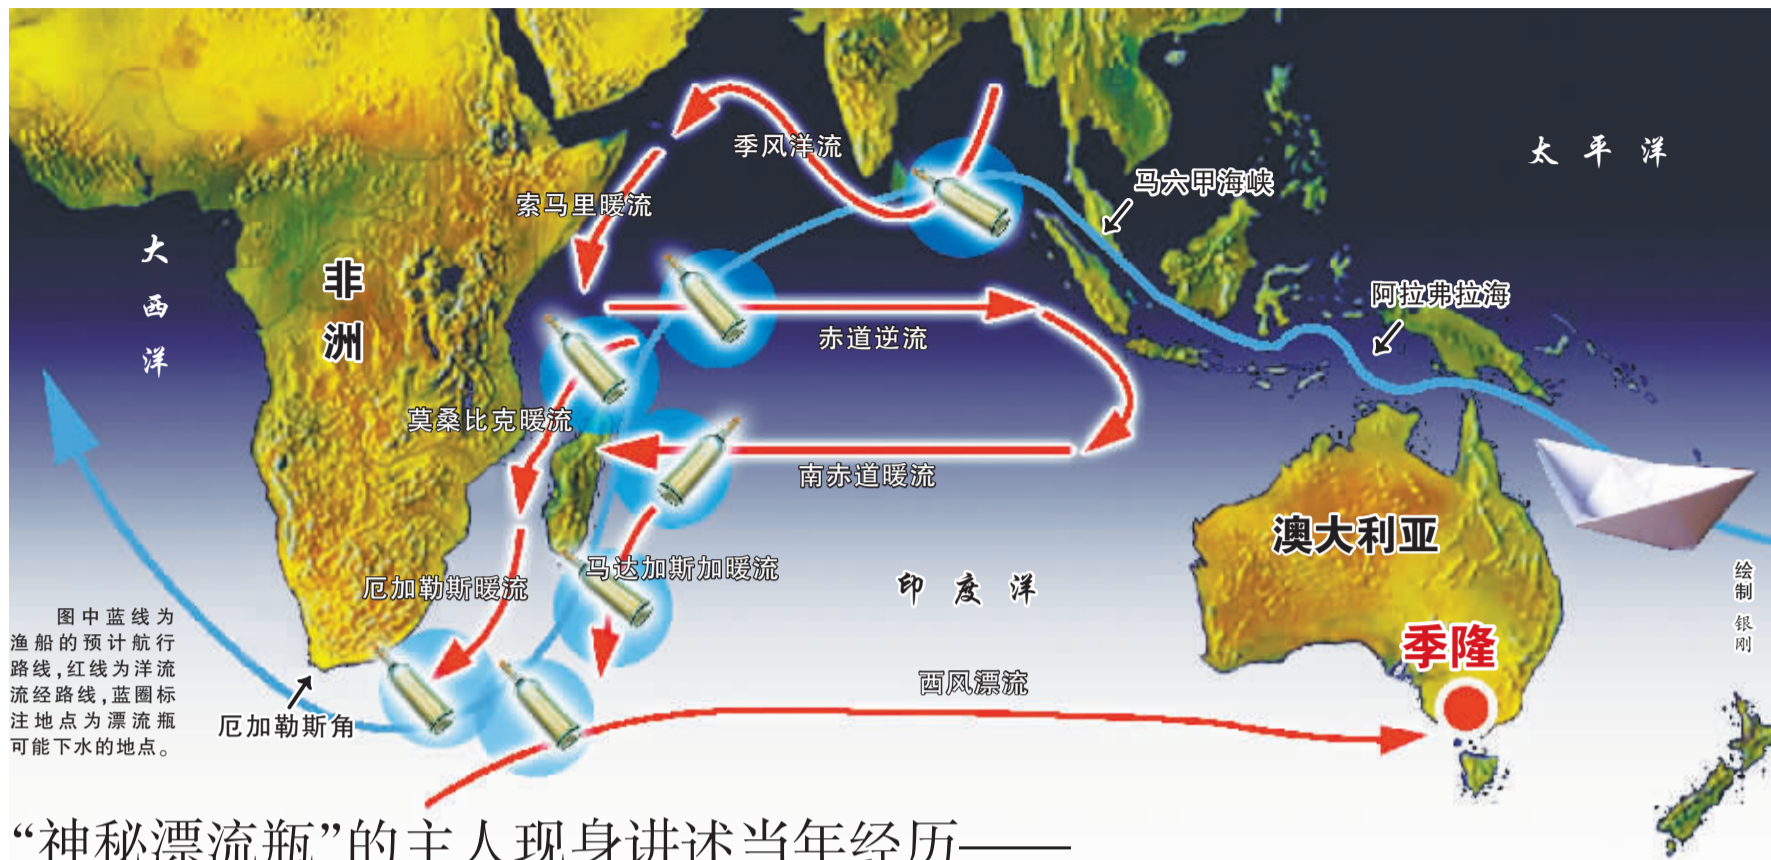 季风洋流
太平洋
马六甲海峡
索马里暖流
大西洋
非洲
阿拉弗拉海
赤道逆流
莫桑比克暖流
南赤道暖流
澳大利亚
马达加斯加暖流
厄加勒斯暖流
印度洋
绘制 银刚
季隆
西风漂流
厄加勒斯角
图中蓝线为
渔船的预计航行
路线,红线为洋流
流经路线,蓝圈标
注地点为漂流瓶
可能下水的地点。
“神秘漂流瓶”的主人现身讲述当年经历——